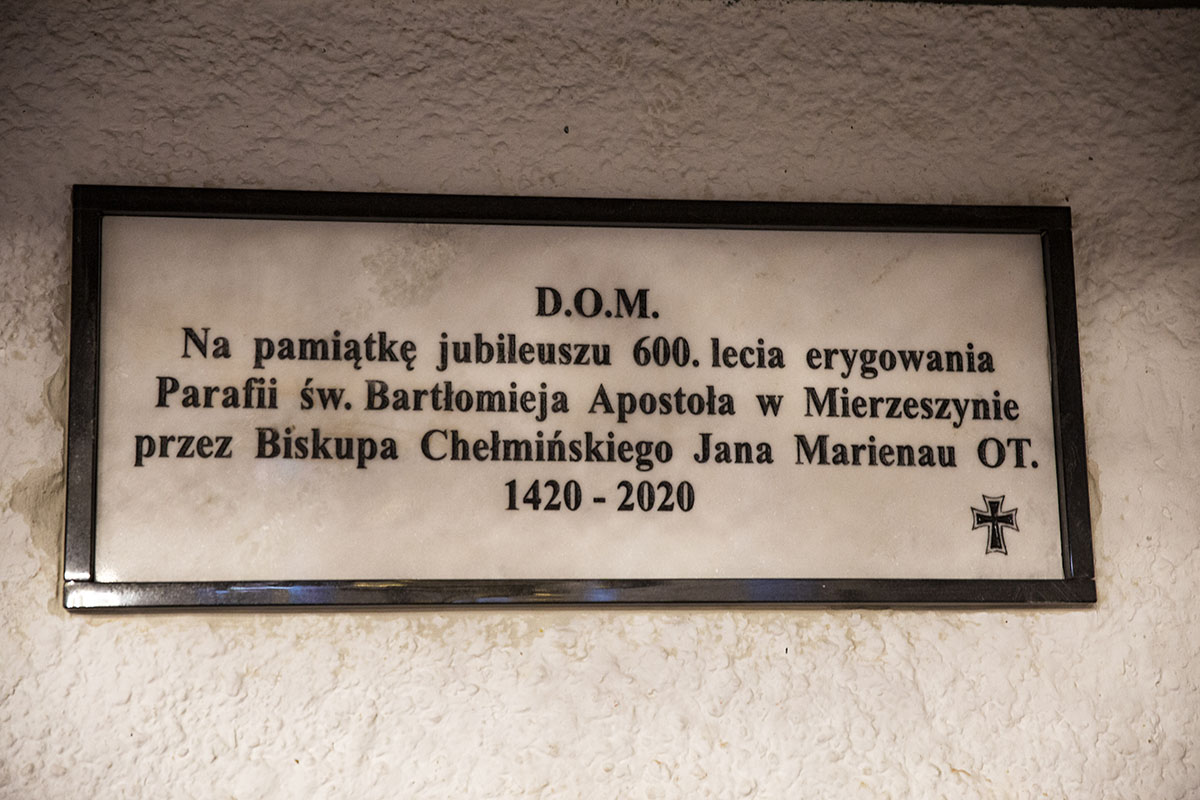 D.O.M.
Na pamiątkę jubileuszu 600. lecia erygowania
Parafii św. Bartłomieja Apostoła w Mierzeszynie
przez Biskupa Chełmińskiego Jana Marienau OT.
1420 - 2020